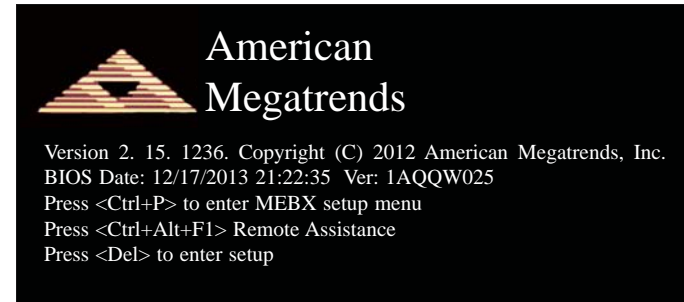 American
Megatrends
Version 2. 15. 1236. Copyright (C) 2012 American Megatrends, Inc.
BIOS Date: 12/17/2013 21:22:35 Ver: 1AQQW025
Press <Ctrl+P> to enter MEBX setup menu
Press <Ctrl+Alt+F1> Remote Assistance
Press <Del> to enter setup